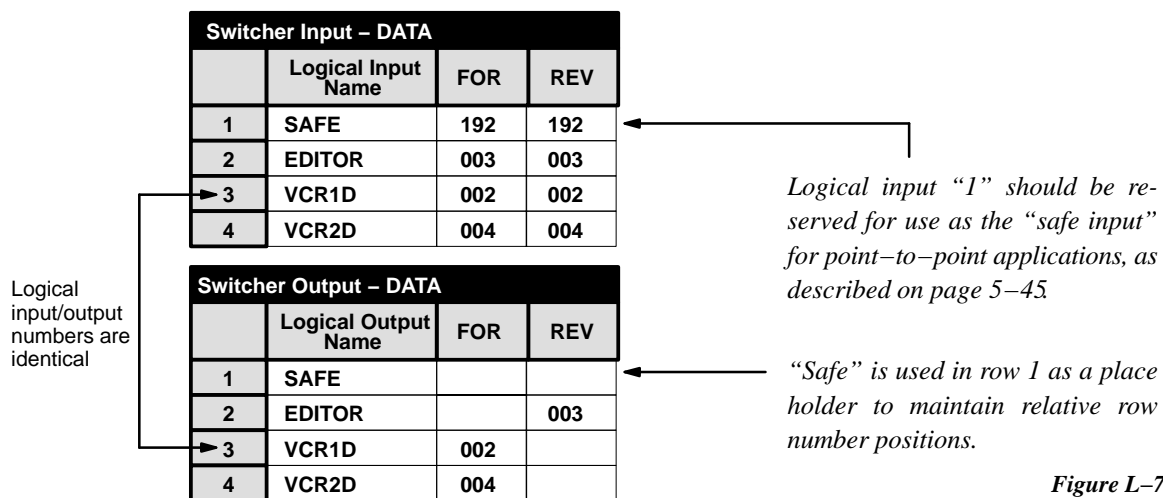 Switcher Input – DATA
Logical Input Name FOR REV
1 SAFE 192 192
2 EDITOR 003 003
3 VCR1D 002 002
4 VCR2D 004 004
Logical input “1” should be re-
served for use as the “safe input”
for point–to–point applications, as
described on page 5–45.
Logical
input/output
numbers are
identical
Switcher Output – DATA
Logical Output Name FOR REV
1 SAFE
2 EDITOR 003
3 VCR1D 002
4 VCR2D 004
“Safe” is used in row 1 as a place
holder to maintain relative row
number positions.
Figure L–7